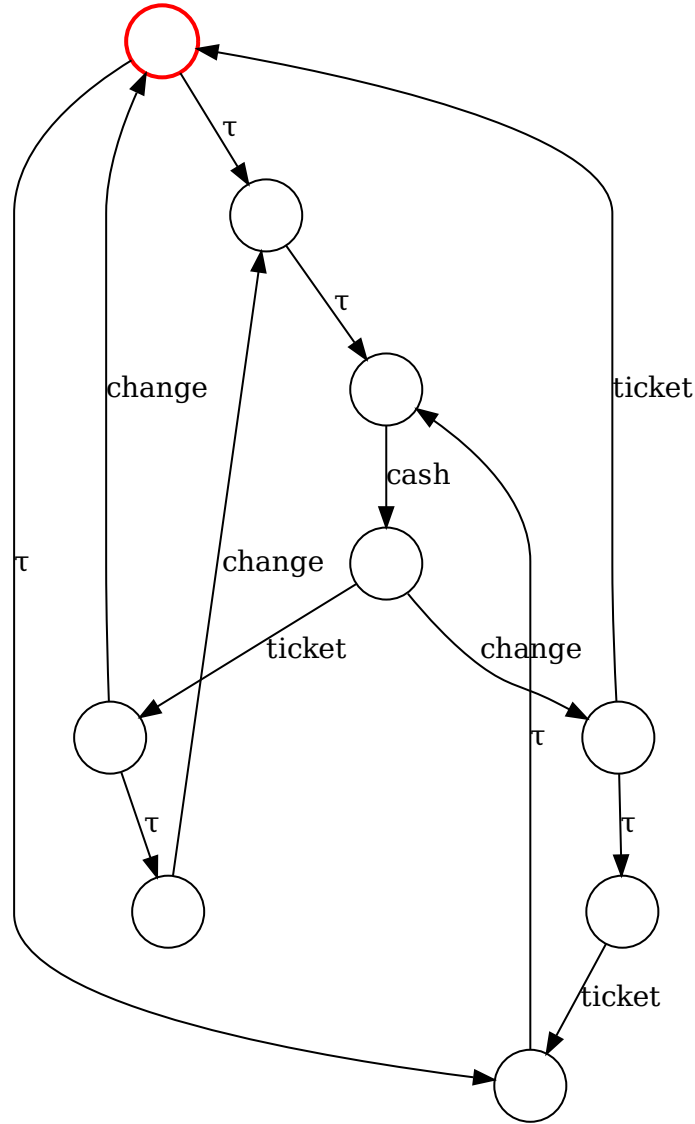 τ
τ
change
ticket
cash
τ
change
ticket
change
τ
τ
τ
ticket